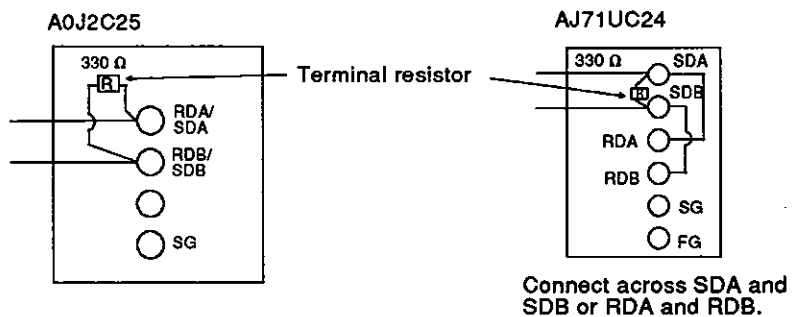 A0J2C25
330 Ω
R
RDA/
SDA
RDB/
SDB
SG
Terminal resistor
AJ71UC24
330 Ω
SDA
R
SDB
RDA
RDB
SG
FG
Connect across SDA and
SDB or RDA and RDB.